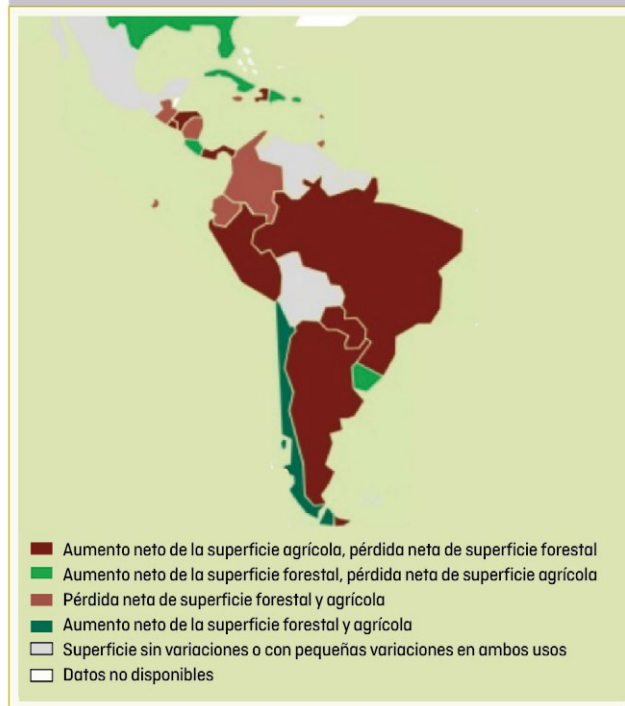 Aumento neto de la superficie agrícola, pérdida neta de superficie forestal
Aumento neto de la superficie forestal, pérdida neta de superficie agrícola
Pérdida neta de superficie forestal y agrícola
Aumento neto de la superficie forestal y agrícola
Superficie sin variaciones o con pequeñas variaciones en ambos usos
Datos no disponibles